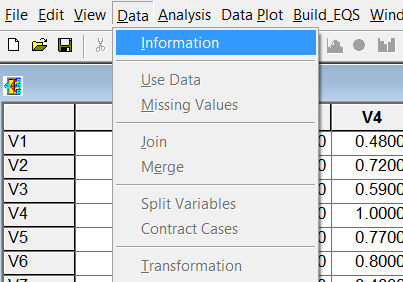 File Edit View Data Analysis Data Plot Build_EQS Wind
Information
Use Data
Missing Values
Join
Merge
Split Variables
Contract Cases
Transformation
V4
V1 0 0.4800
V2 0 0.7200
V3 0 0.5900
V4 0 1.0000
V5 0 0.7700
V6 0 0.8000